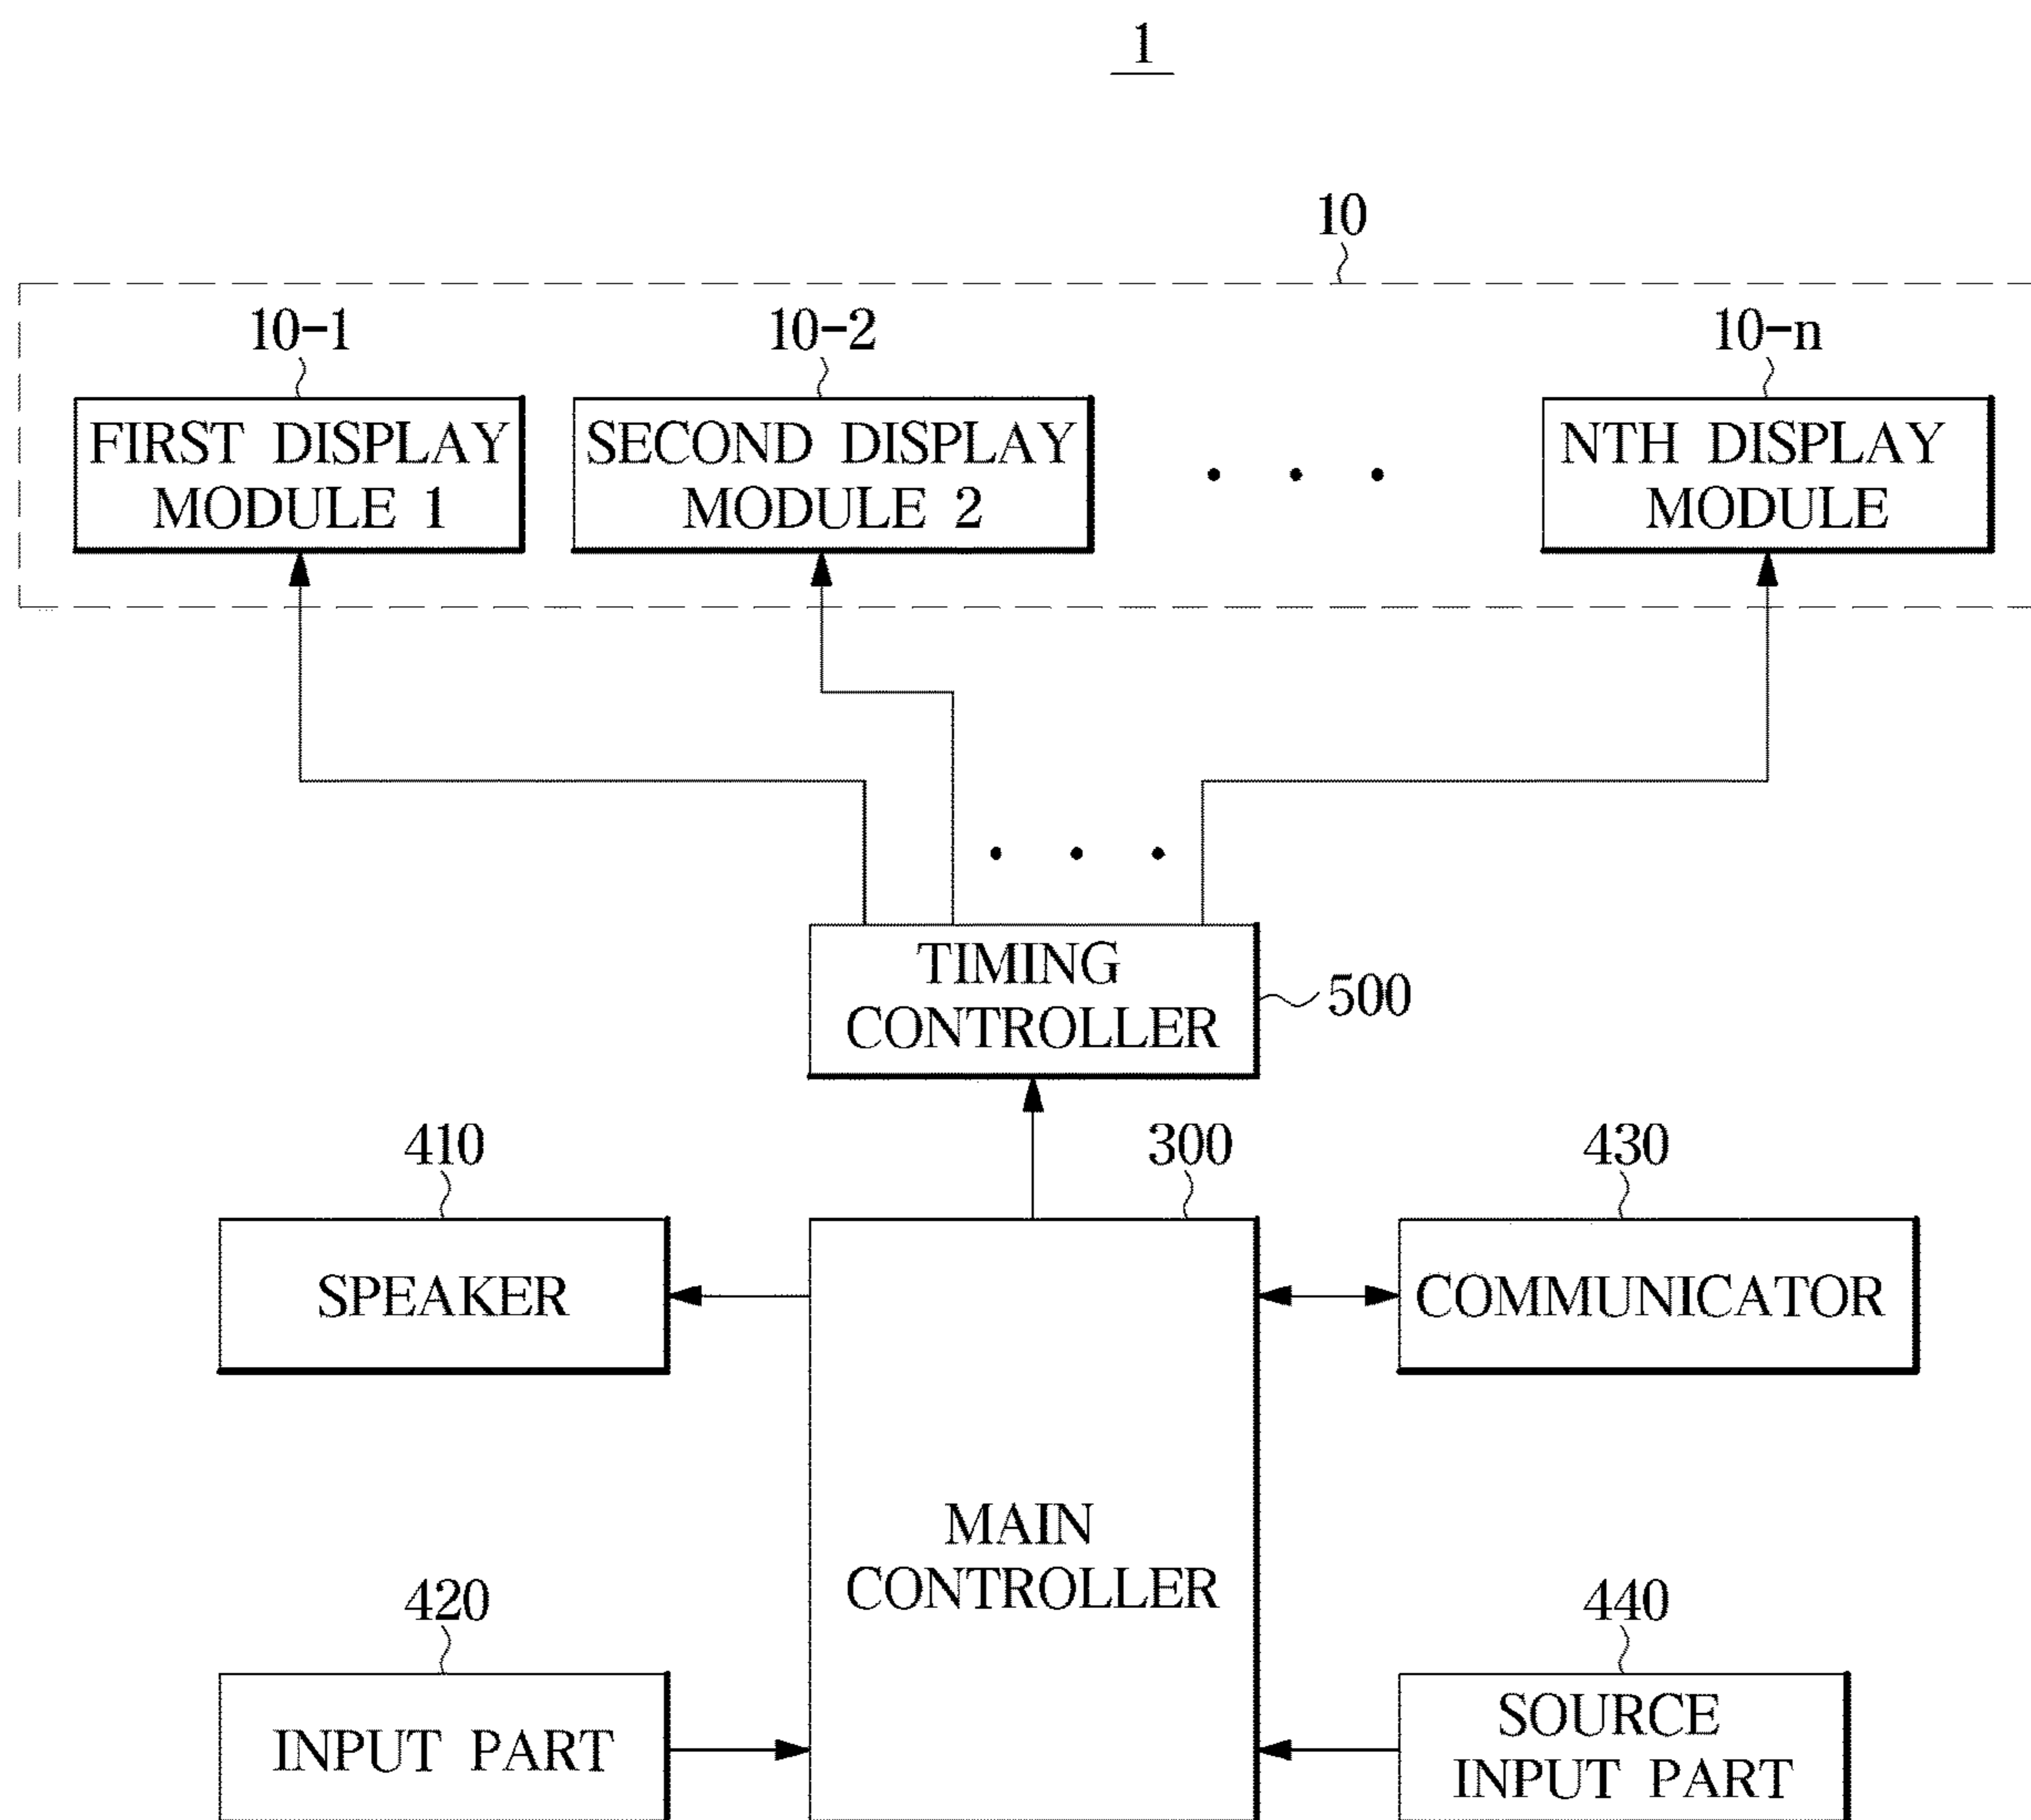 1
10
10-1
10-2
10-n
FIRST DISPLAY
MODULE 1
SECOND DISPLAY
MODULE 2
NTH DISPLAY
MODULE
TIMING
CONTROLLER
500
410
300
430
SPEAKER
COMMUNICATOR
MAIN
CONTROLLER
420
440
INPUT PART
SOURCE
INPUT PART